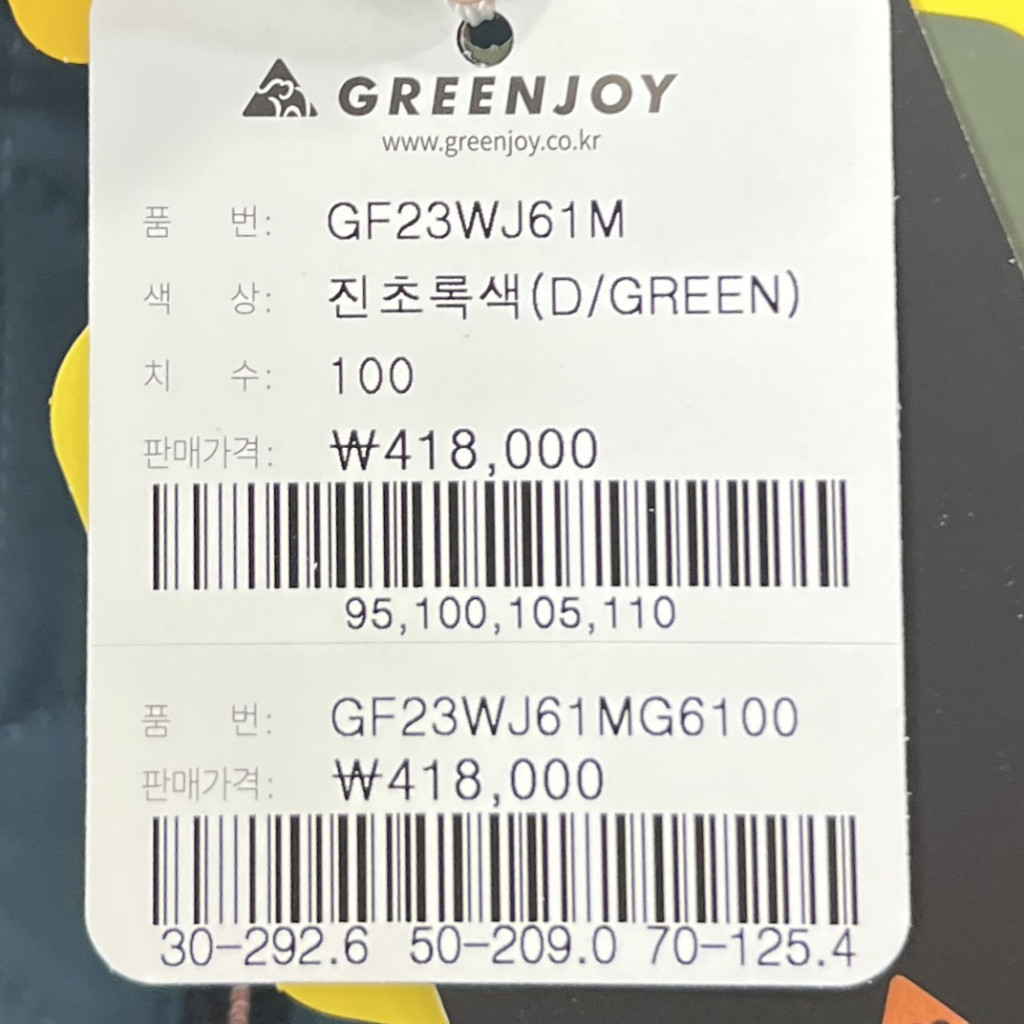 GREENJOY
www.greenjoy.co.kr
품 번: GF23WJ61M
색 상: 진초록색(D/GREEN)
치 수: 100
판매가격: ₩418,000
95,100,105,110
품 번: GF23WJ61MG6100
판매가격: ₩418,000
30-292.6 50-209.0 70-125.4